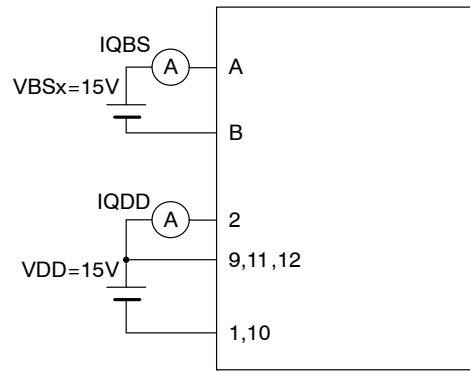 IQBS
A
A
VBSx=15V
B
IQDD
A
2
9,11,12
VDD=15V
1,10